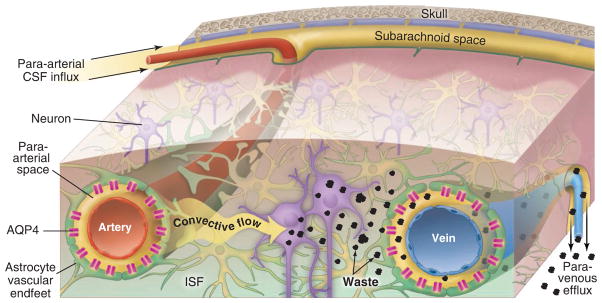 Skull
Subarachnoid space
Para-arterial
CSF influx
Neuron
Para-
arterial
space
AQP4
Artery
Convective flow
Astrocyte
vascular
endfeet
ISF
Waste
Vein
Para-
venous
efflux